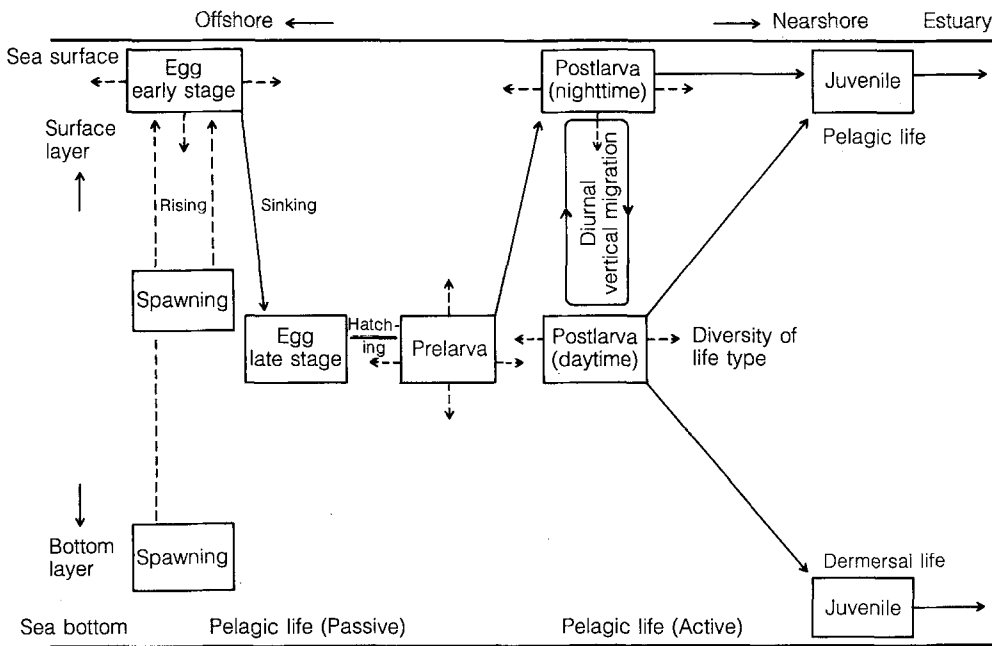 Offshore
Nearshore
Estuary
Sea surface
Egg
early stage
Postlarva
(nighttime)
Juvenile
Surface
layer
Pelagic life
Rising
Sinking
Diurnal
vertical migration
Spawning
Egg
late stage
Hatch-
ing
Prelarva
Postlarva
(daytime)
Diversity of
life type
Bottom
layer
Spawning
Dermersal life
Juvenile
Sea bottom
Pelagic life (Passive)
Pelagic life (Active)